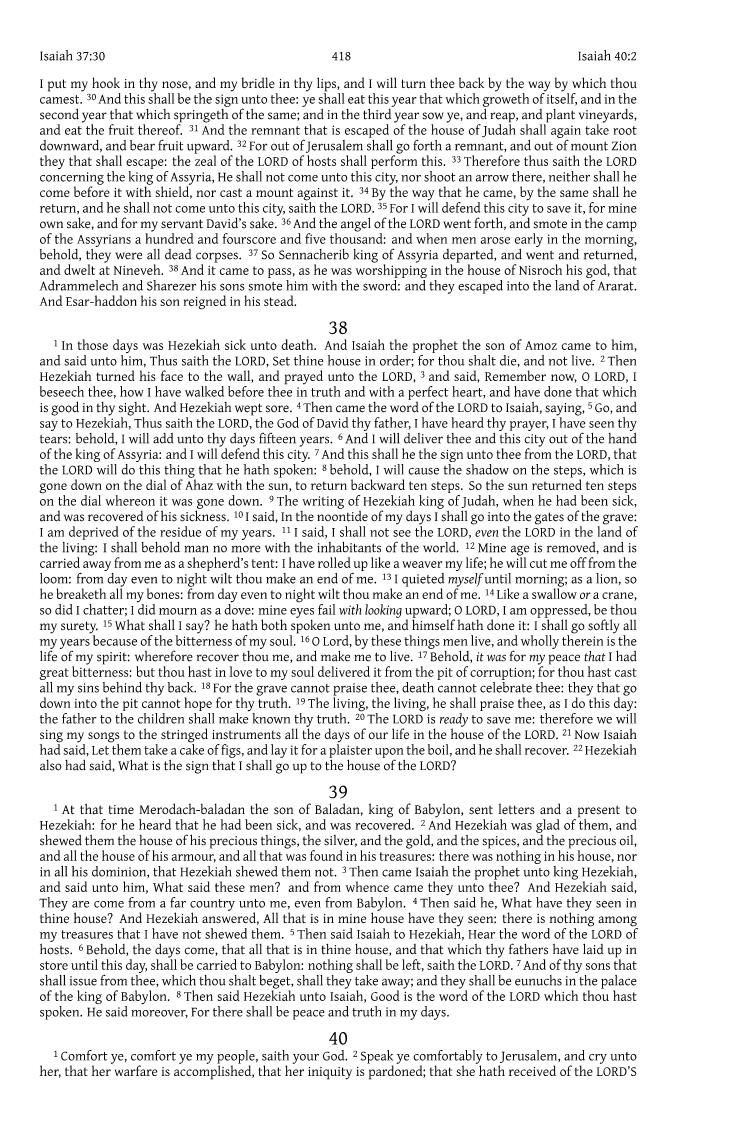 Isaiah 37:30 418 Isaiah 40:2
I put my hook in thy nose, and my bridle in thy lips, and I will turn thee back by the way by which thou
camest. 30 And this shall be the sign unto thee: ye shall eat this year that which groweth of itself, and in the
second year that which springeth of the same; and in the third year sow ye, and reap, and plant vineyards,
and eat the fruit thereof. 31 And the remnant that is escaped of the house of Judah shall again take root
downward, and bear fruit upward. 32 For out of Jerusalem shall go forth a remnant, and out of mount Zion
they that shall escape: the zeal of the LORD of hosts shall perform this. 33 Therefore thus saith the LORD
concerning the king of Assyria, He shall not come unto this city, nor shoot an arrow there, neither shall he
come before it with shield, nor cast a mount against it. 34 By the way that he came, by the same shall he
return, and he shall not come unto this city, saith the LORD. 35 For I will defend this city to save it, for mine
own sake, and for my servant David's sake. 36 And the angel of the LORD went forth, and smote in the camp
of the Assyrians a hundred and fourscore and five thousand: and when men arose early in the morning,
behold, they were all dead corpses. 37 So Sennacherib king of Assyria departed, and went and returned,
and dwelt at Nineveh. 38 And it came to pass, as he was worshipping in the house of Nisroch his god, that
Adrammelech and Sharezer his sons smote him with the sword: and they escaped into the land of Ararat.
And Esar-haddon his son reigned in his stead.
38
1 In those days was Hezekiah sick unto death. And Isaiah the prophet the son of Amoz came to him,
and said unto him, Thus saith the LORD, Set thine house in order; for thou shalt die, and not live. 2 Then
Hezekiah turned his face to the wall, and prayed unto the LORD, 3 and said, Remember now, O LORD, I
beseech thee, how I have walked before thee in truth and with a perfect heart, and have done that which
is good in thy sight. And Hezekiah wept sore. 4 Then came the word of the LORD to Isaiah, saying, 5 Go, and
say to Hezekiah, Thus saith the LORD, the God of David thy father, I have heard thy prayer, I have seen thy
tears: behold, I will add unto thy days fifteen years. 6 And I will deliver thee and this city out of the hand
of the king of Assyria: and I will defend this city. 7 And this shall he the sign unto thee from the LORD, that
the LORD will do this thing that he hath spoken: 8 behold, I will cause the shadow on the steps, which is
gone down on the dial of Ahaz with the sun, to return backward ten steps. So the sun returned ten steps
on the dial whereon it was gone down. 9 The writing of Hezekiah king of Judah, when he had been sick,
and was recovered of his sickness. 10 I said, In the noontide of my days I shall go into the gates of the grave:
I am deprived of the residue of my years. 11 I said, I shall not see the LORD, even the LORD in the land of
the living: I shall behold man no more with the inhabitants of the world. 12 Mine age is removed, and is
carried away from me as a shepherd's tent: I have rolled up like a weaver my life; he will cut me off from the
loom: from day even to night wilt thou make an end of me. 13 I quieted myself until morning; as a lion, so
he breaketh all my bones: from day even to night wilt thou make an end of me. 14 Like a swallow or a crane,
so did I chatter; I did mourn as a dove: mine eyes fail with looking upward; O LORD, I am oppressed, be thou
my surety. 15 What shall I say? he hath both spoken unto me, and himself hath done it: I shall go softly all
my years because of the bitterness of my soul. 16 O Lord, by these things men live, and wholly therein is the
life of my spirit: wherefore recover thou me, and make me to live. 17 Behold, it was for my peace that I had
great bitterness: but thou hast in love to my soul delivered it from the pit of corruption; for thou hast cast
all my sins behind thy back. 18 For the grave cannot praise thee, death cannot celebrate thee: they that go
down into the pit cannot hope for thy truth. 19 The living, the living, he shall praise thee, as I do this day:
the father to the children shall make known thy truth. 20 The LORD is ready to save me: therefore we will
sing my songs to the stringed instruments all the days of our life in the house of the LORD. 21 Now Isaiah
had said, Let them take a cake of figs, and lay it for a plaister upon the boil, and he shall recover. 22 Hezekiah
also had said, What is the sign that I shall go up to the house of the LORD?
39
1 At that time Merodach-baladan the son of Baladan, king of Babylon, sent letters and a present to
Hezekiah: for he heard that he had been sick, and was recovered. 2 And Hezekiah was glad of them, and
shewed them the house of his precious things, the silver, and the gold, and the spices, and the precious oil,
and all the house of his armour, and all that was found in his treasures: there was nothing in his house, nor
in all his dominion, that Hezekiah shewed them not. 3 Then came Isaiah the prophet unto king Hezekiah,
and said unto him, What said these men? and from whence came they unto thee? And Hezekiah said,
They are come from a far country unto me, even from Babylon. 4 Then said he, What have they seen in
thine house? And Hezekiah answered, All that is in mine house have they seen: there is nothing among
my treasures that I have not shewed them. 5 Then said Isaiah to Hezekiah, Hear the word of the LORD of
hosts. 6 Behold, the days come, that all that is in thine house, and that which thy fathers have laid up in
store until this day, shall be carried to Babylon: nothing shall be left, saith the LORD. 7 And of thy sons that
shall issue from thee, which thou shalt beget, shall they take away; and they shall be eunuchs in the palace
of the king of Babylon. 8 Then said Hezekiah unto Isaiah, Good is the word of the LORD which thou hast
spoken. He said moreover, For there shall be peace and truth in my days.
40
1 Comfort ye, comfort ye my people, saith your God. 2 Speak ye comfortably to Jerusalem, and cry unto
her, that her warfare is accomplished, that her iniquity is pardoned; that she hath received of the LORD'S